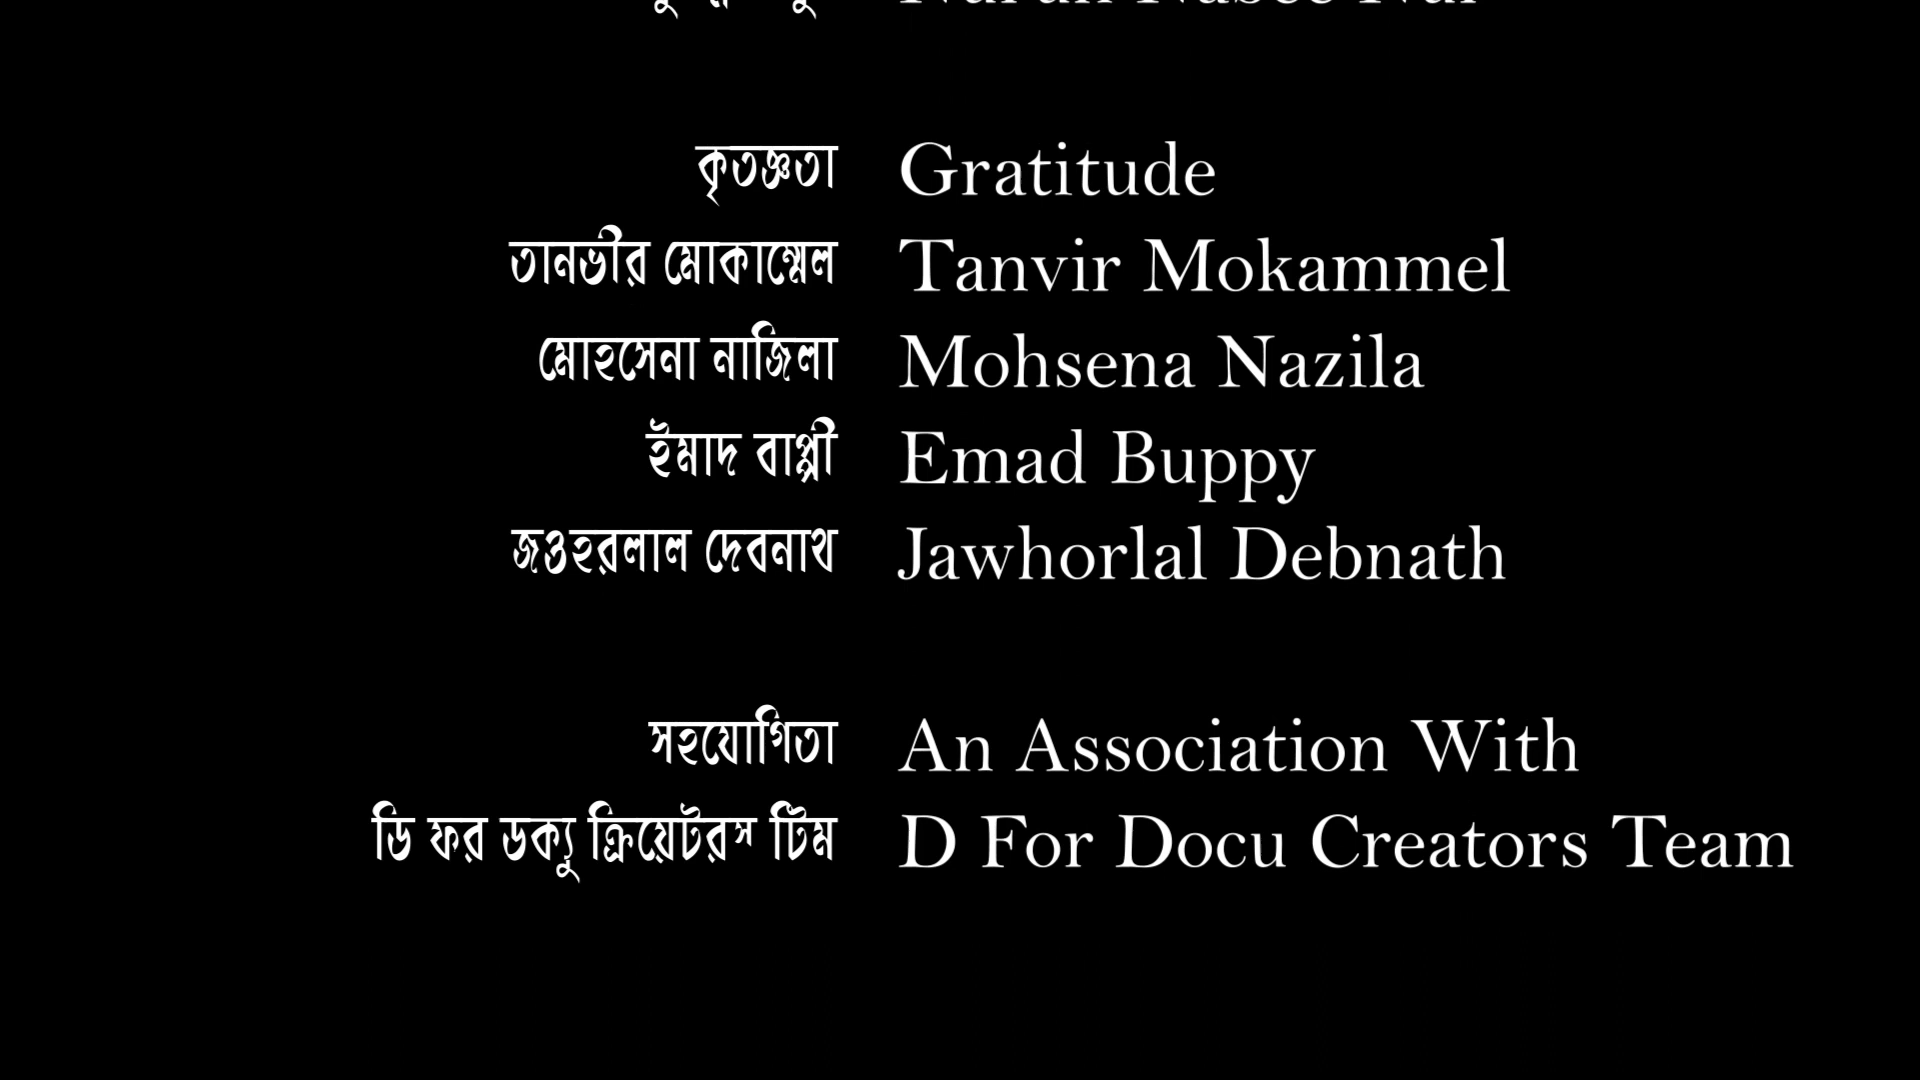 কৃতজ্ঞতা Gratitude
তানভীর মোকাম্মেল Tanvir Mokammel
মোহসেনা নাজিলা Mohsena Nazila
ইমাদ বাপ্পী Emad Buppy
জওহরলাল দেবনাথ Jawhorlal Debnath
সহযোগিতা An Association With
ডি ফর ডক্যু ক্রিয়েটরস টিম D For Docu Creators Team